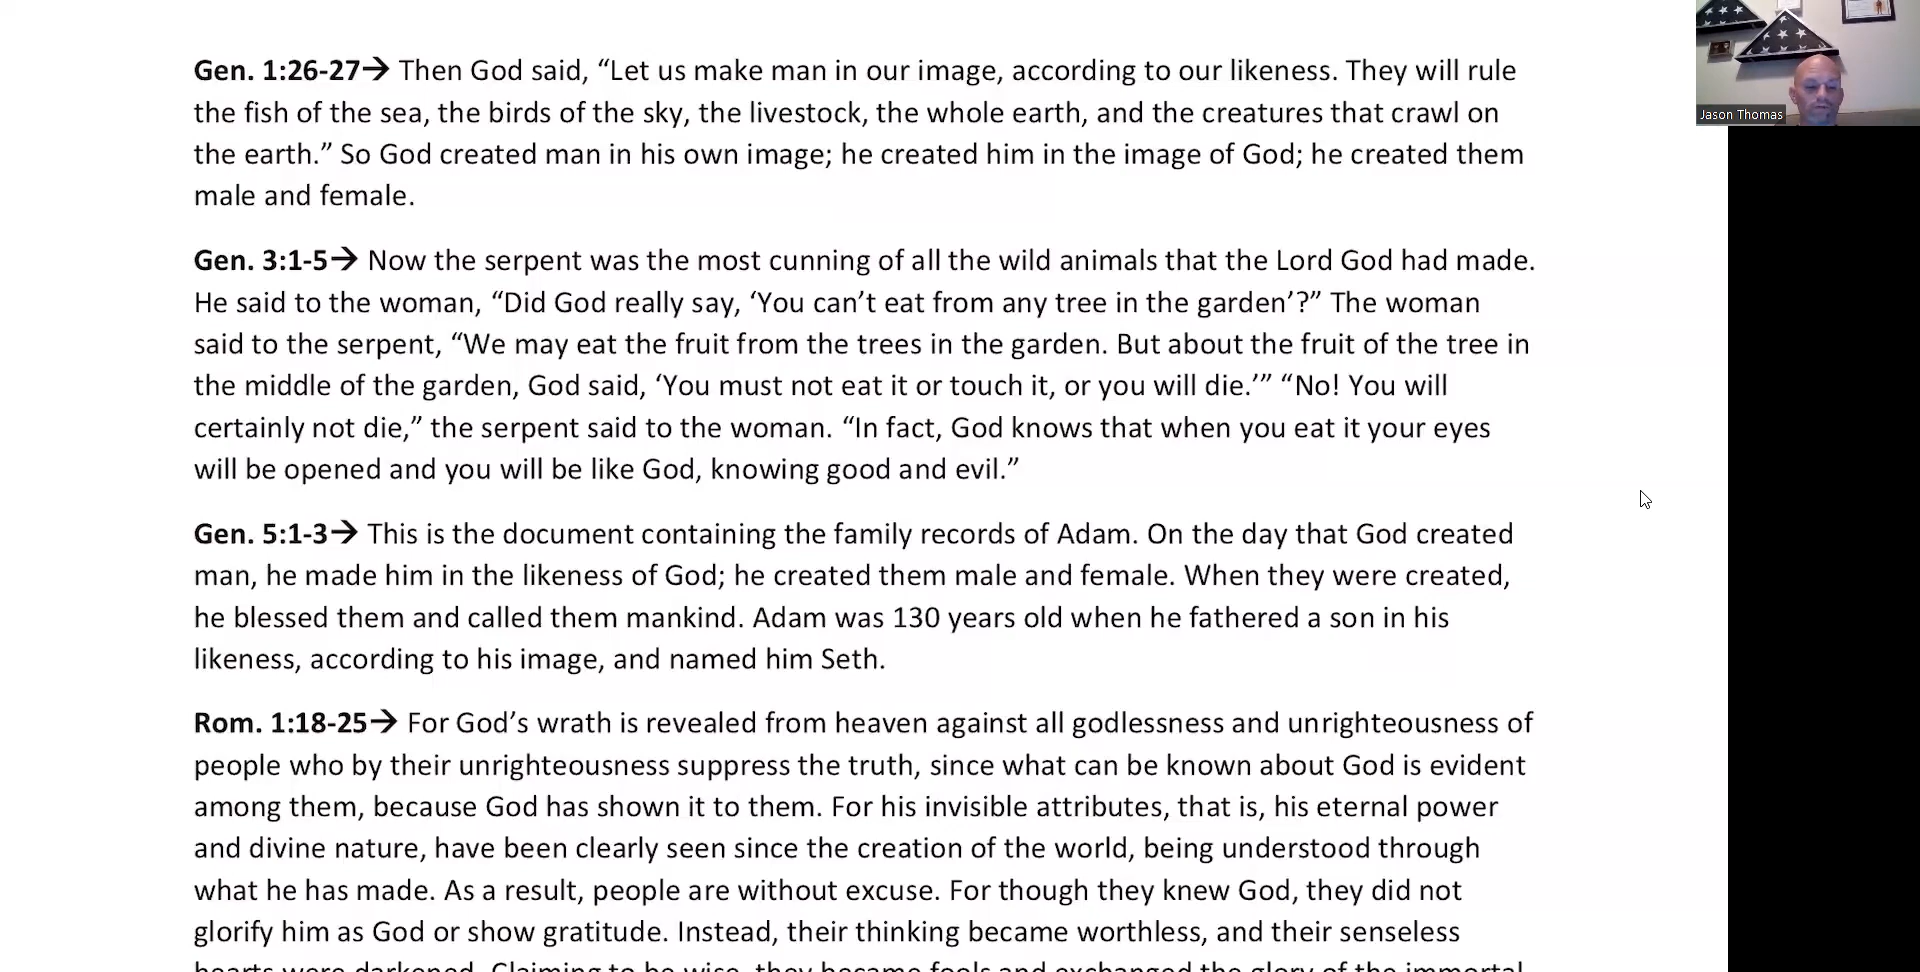 Gen. 1:26-27→ Then God said, “Let us make man in our image, according to our likeness. They will rule
the fish of the sea, the birds of the sky, the livestock, the whole earth, and the creatures that crawl on
the earth.” So God created man in his own image; he created him in the image of God; he created them
male and female.
Gen. 3:1-5→ Now the serpent was the most cunning of all the wild animals that the Lord God had made.
He said to the woman, “Did God really say, ‘You can’t eat from any tree in the garden’?” The woman
said to the serpent, “We may eat the fruit from the trees in the garden. But about the fruit of the tree in
the middle of the garden, God said, ‘You must not eat it or touch it, or you will die.’” “No! You will
certainly not die,” the serpent said to the woman. “In fact, God knows that when you eat it your eyes
will be opened and you will be like God, knowing good and evil.”
Gen. 5:1-3→ This is the document containing the family records of Adam. On the day that God created
man, he made him in the likeness of God; he created them male and female. When they were created,
he blessed them and called them mankind. Adam was 130 years old when he fathered a son in his
likeness, according to his image, and named him Seth.
Rom. 1:18-25→ For God’s wrath is revealed from heaven against all godlessness and unrighteousness of
people who by their unrighteousness suppress the truth, since what can be known about God is evident
among them, because God has shown it to them. For his invisible attributes, that is, his eternal power
and divine nature, have been clearly seen since the creation of the world, being understood through
what he has made. As a result, people are without excuse. For though they knew God, they did not
glorify him as God or show gratitude. Instead, their thinking became worthless, and their senseless
hearts were darkened. Claiming to be wise, they became fools and exchanged the glory of the immortal
Jason Thomas